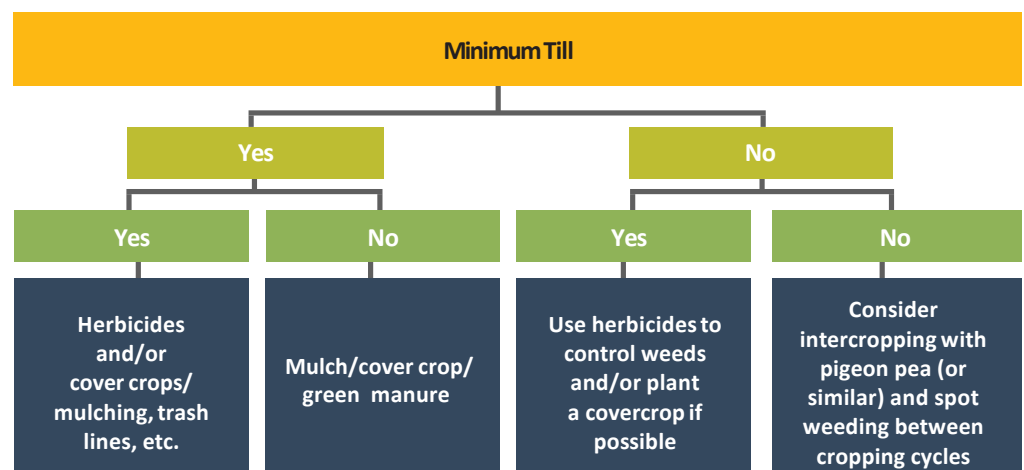 Minimum Till
Yes
No
Yes
No
Yes
No
Herbicides
and/or
cover crops/
mulching, trash
lines, etc.
Mulch/cover crop/
green manure
Use herbicides to
control weeds
and/or plant
a covercrop if
possible
Consider
intercropping with
pigeon pea (or
similar) and spot
weeding between
cropping cycles